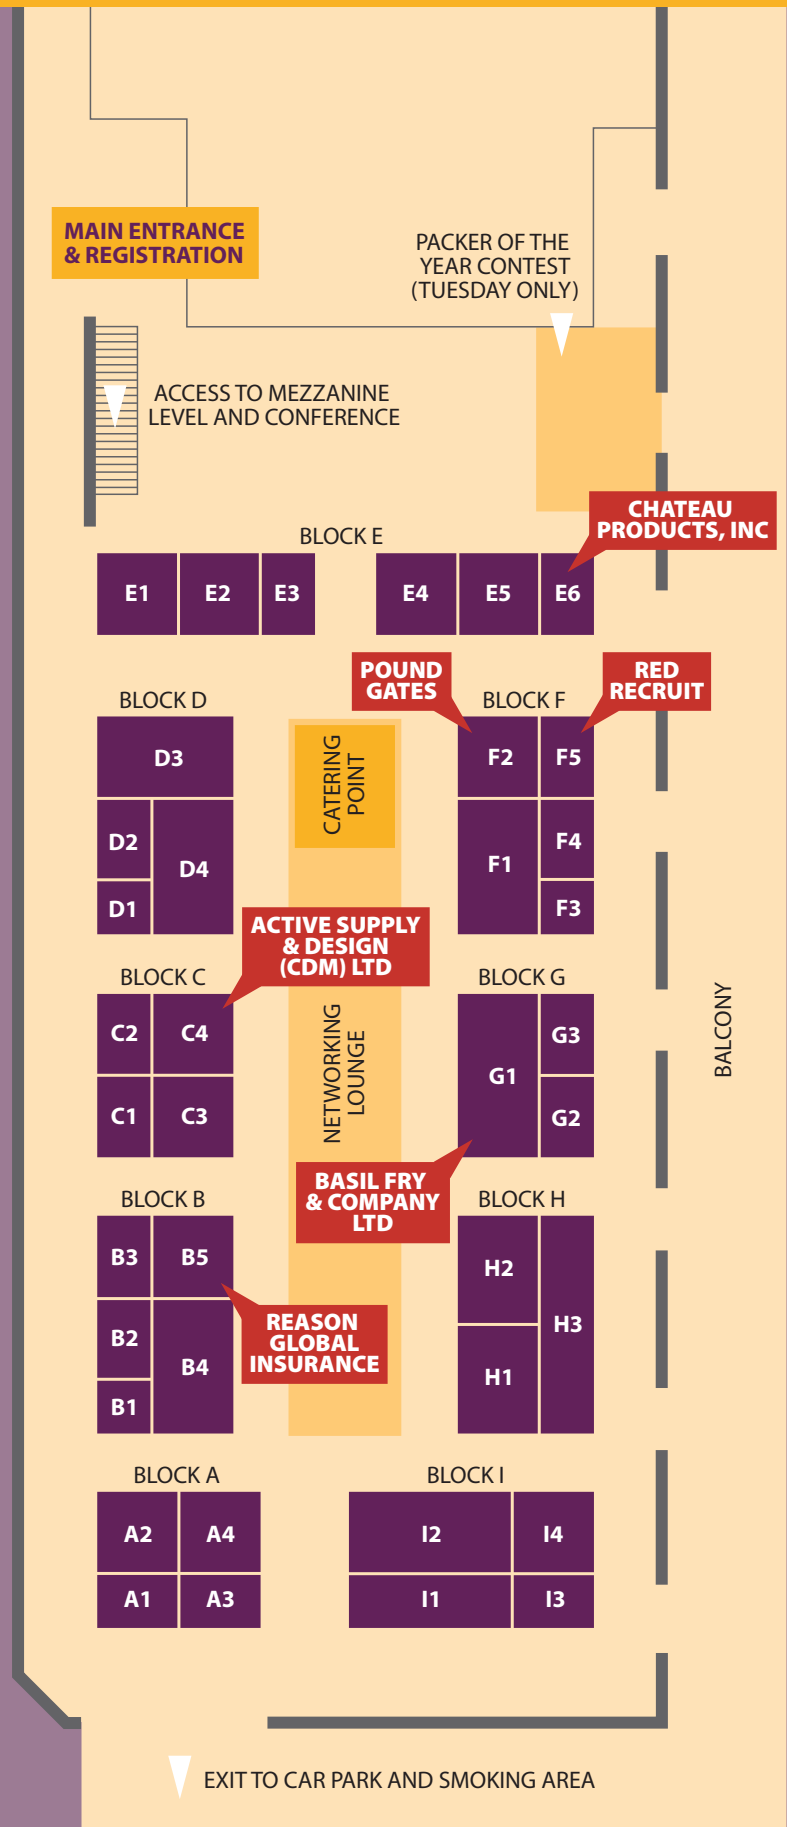 MAIN ENTRANCE
& REGISTRATION
PACKER OF THE
YEAR CONTEST
(TUESDAY ONLY)
ACCESS TO MEZZANINE
LEVEL AND CONFERENCE
CHATEAU
PRODUCTS, INC
BLOCK E
E1 E2 E3 E4 E5 E6
POUND
GATES
RED
RECRUIT
BLOCK D
D3
D2
D4
D1
CATERING
POINT
BLOCK F
F2 F5
F4
F1
F3
ACTIVE SUPPLY
& DESIGN
(CDM) LTD
BLOCK C
C2 C4
C1 C3
NETWORKING
LOUNGE
BLOCK G
G3
G1
G2
BALCONY
BASIL FRY
& COMPANY
LTD
BLOCK B
B3 B5
B2
B4
B1
REASON
GLOBAL
INSURANCE
BLOCK H
H2
H3
H1
BLOCK A
A2 A4
A1 A3
BLOCK I
I2 I4
I1 I3
EXIT TO CAR PARK AND SMOKING AREA